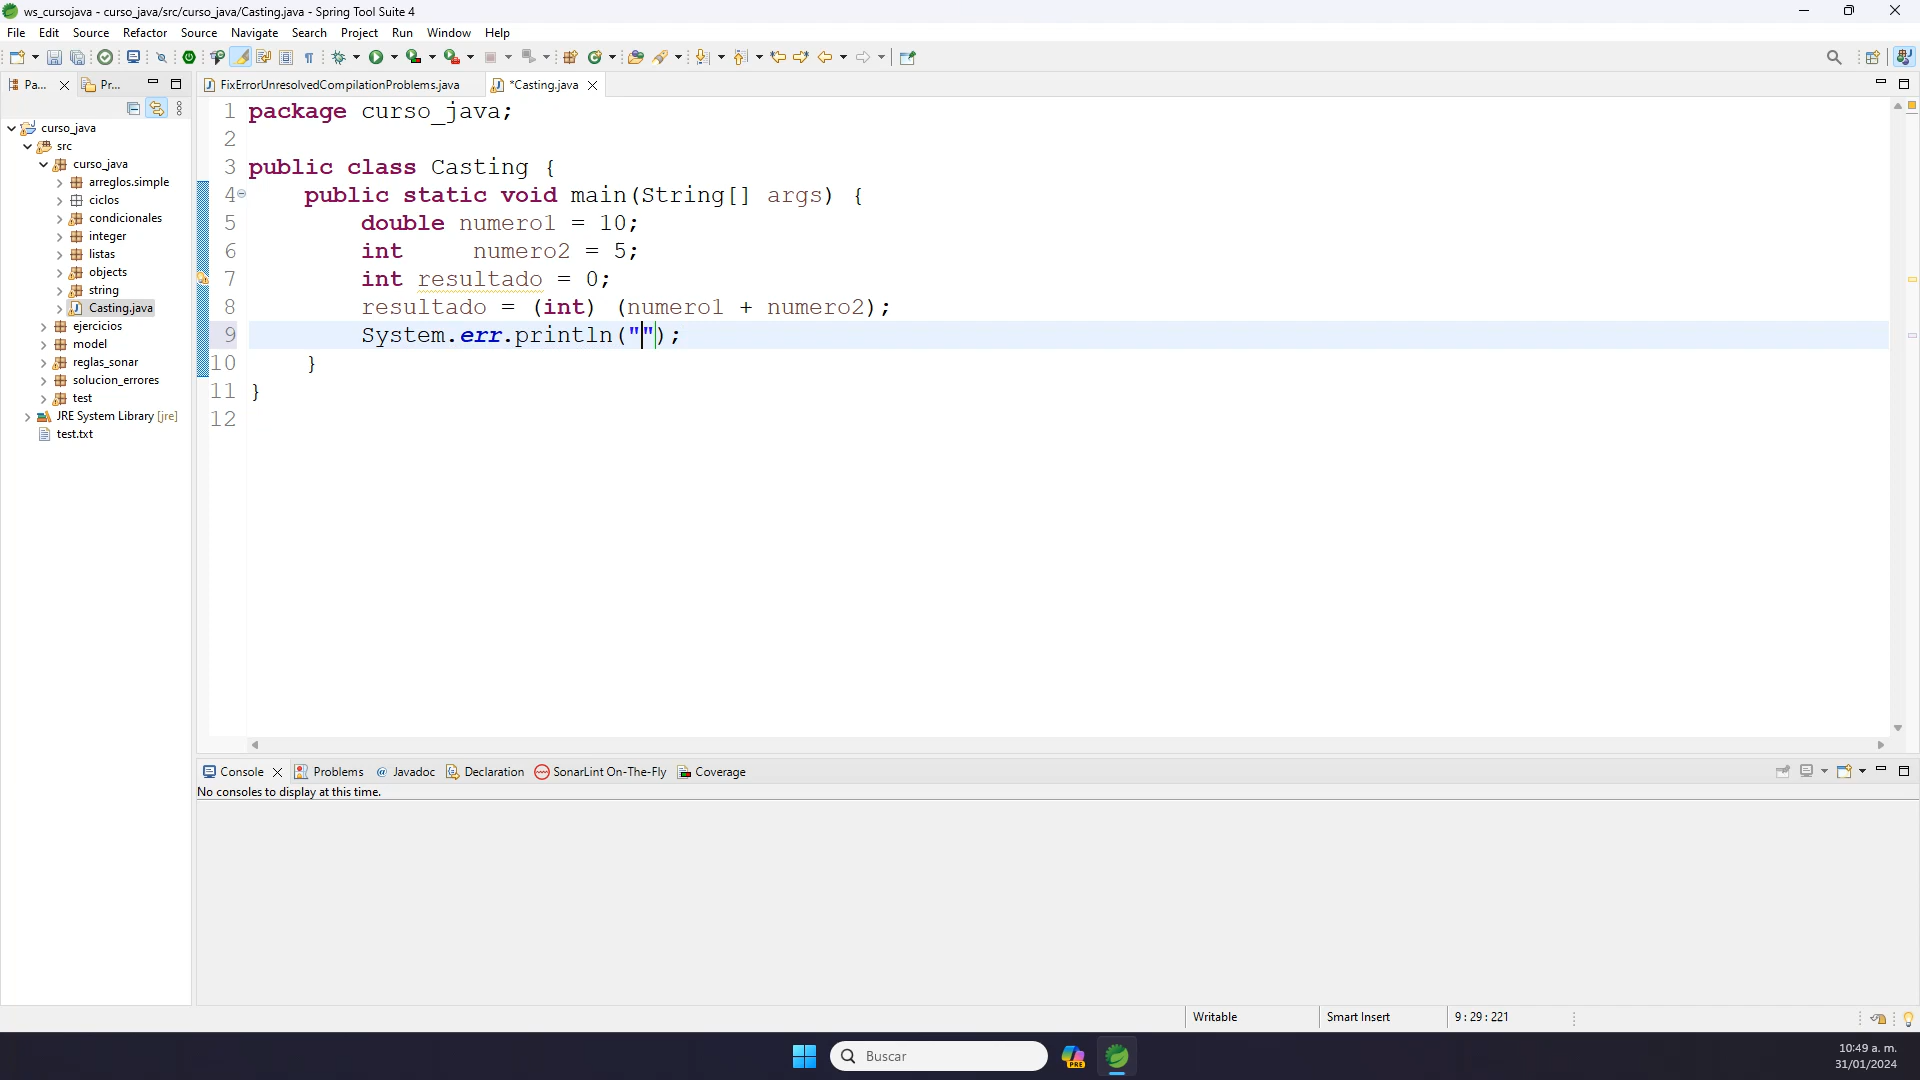 ws_cursojava - curso_java/src/curso_java/Casting.java - Spring Tool Suite 4
File Edit Source Refactor Source Navigate Search Project Run Window Help
Pa... Pr... FixErrorUnresolvedCompilationProblems.java *Casting.java
curso_java
src
curso_java
arreglos.simple
ciclos
condicionales
integer
listas
objects
string
Casting.java
ejercicios
model
reglas_sonar
solucion_errores
test
JRE System Library [jre]
test.txt
1 package curso_java;
2
3 public class Casting {
4 public static void main(String[] args) {
5 double numero1 = 10;
6 int numero2 = 5;
7 int resultado = 0;
8 resultado = (int) (numero1 + numero2);
9 System.err.println("");
10 }
11 }
12
Console Problems @ Javadoc Declaration SonarLint On-The-Fly Coverage
No consoles to display at this time.
Writable Smart Insert 9 : 29 : 221
Buscar
PRE
10:49 a. m.
31/01/2024